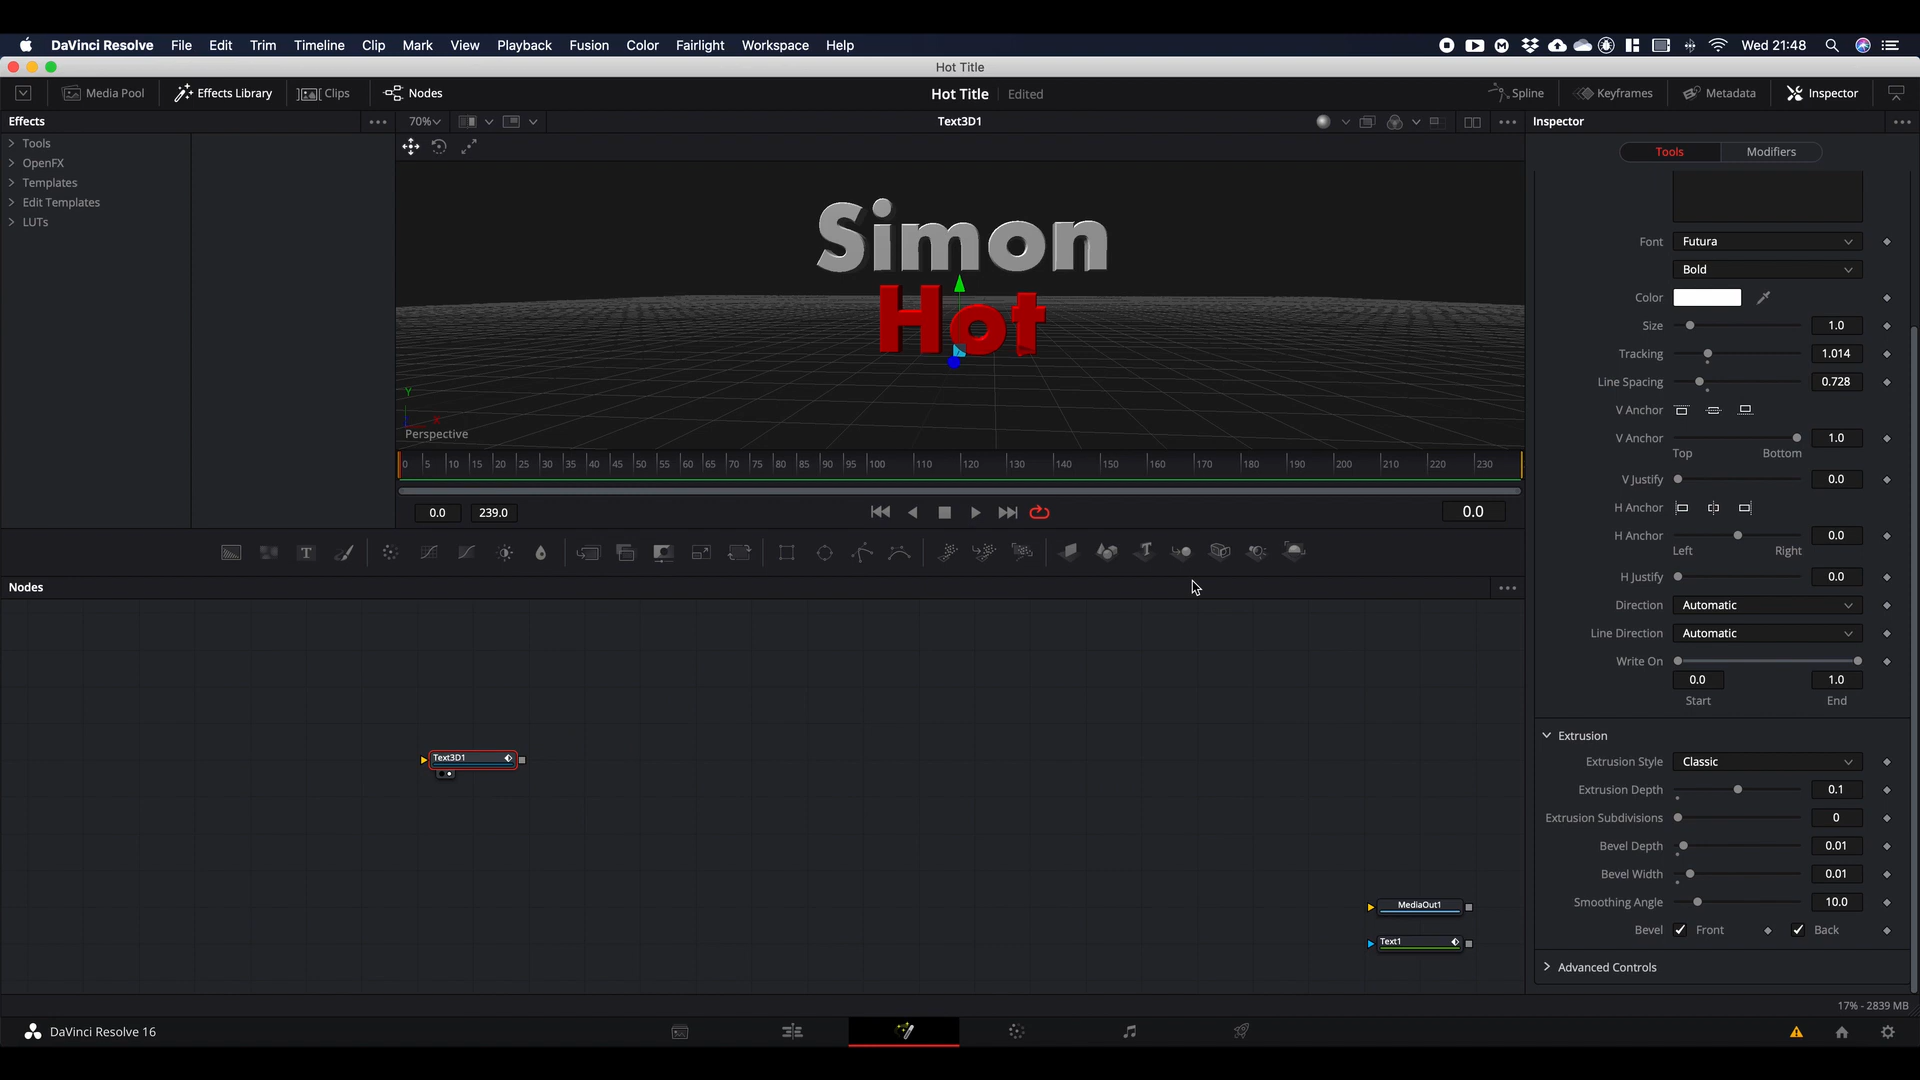 DaVinci Resolve File Edit Trim Timeline Clip Mark View Playback Fusion Color Fairlight Workspace Help Wed 21:48
Hot Title
Media Pool Effects Library Clips Nodes Hot Title Edited Spline Keyframes Metadata Inspector
Effects 70% Text3D1 Inspector
Tools Modifiers
Tools
OpenFX
Templates
Edit Templates
LUTs
Simon
Hot
Y
X
Perspective
0 5 10 15 20 25 30 35 40 45 50 55 60 65 70 75 80 85 90 95 100 110 120 130 140 150 160 170 180 190 200 210 220 230
0.0 239.0 0.0
Nodes
Text3D1
MediaOut1
Text1
Font Futura
Bold
Color
Size 1.0
Tracking 1.014
Line Spacing 0.728
V Anchor
V Anchor 1.0
Top Bottom
V Justify 0.0
H Anchor
H Anchor 0.0
Left Right
H Justify 0.0
Direction Automatic
Line Direction Automatic
Write On
0.0 1.0
Start End
Extrusion
Extrusion Style Classic
Extrusion Depth 0.1
Extrusion Subdivisions 0
Bevel Depth 0.01
Bevel Width 0.01
Smoothing Angle 10.0
Bevel Front Back
Advanced Controls
17% - 2839 MB
DaVinci Resolve 16